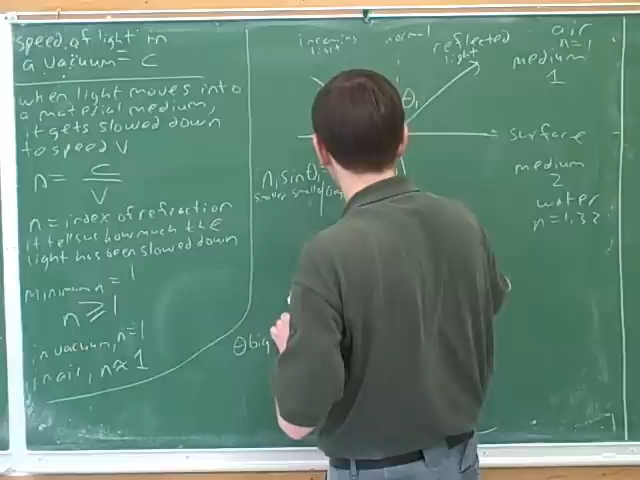 speed of light in
a vacuum = c
when light moves into
a material medium,
it gets slowed down
to speed v
n = c
v
n = index of refraction
it tells us how much the
light has been slowed down
minimum n = 1
n ≥ 1
in vacuum, n=1
in air, n≈1
incoming
light
normal
reflected
light
θ1
surface
n1 sinθ1
smaller smaller
θ big
air
n=1
medium
1
medium
2
water
n=1.33